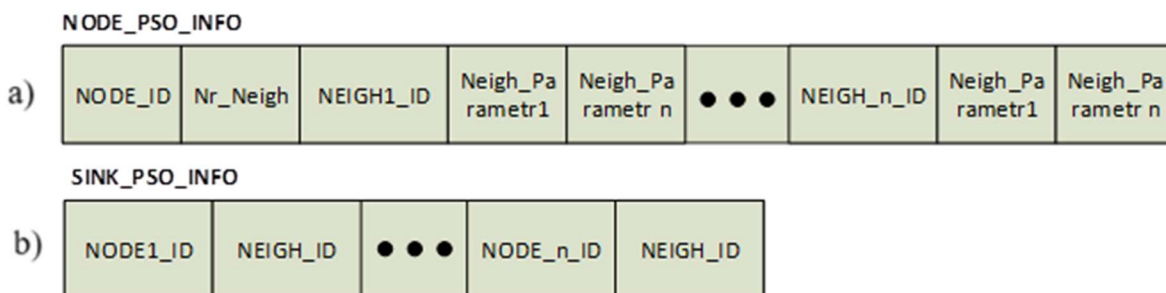 NODE_PSO_INFO
a)
NODE_ID Nr_Neigh NEIGH1_ID Neigh_Pa Neigh_Pa NEIGH_n_ID Neigh_Pa Neigh_Pa
rametr1 rametr n rametr1 rametr n
SINK_PSO_INFO
b)
NODE1_ID NEIGH_ID NODE_n_ID NEIGH_ID